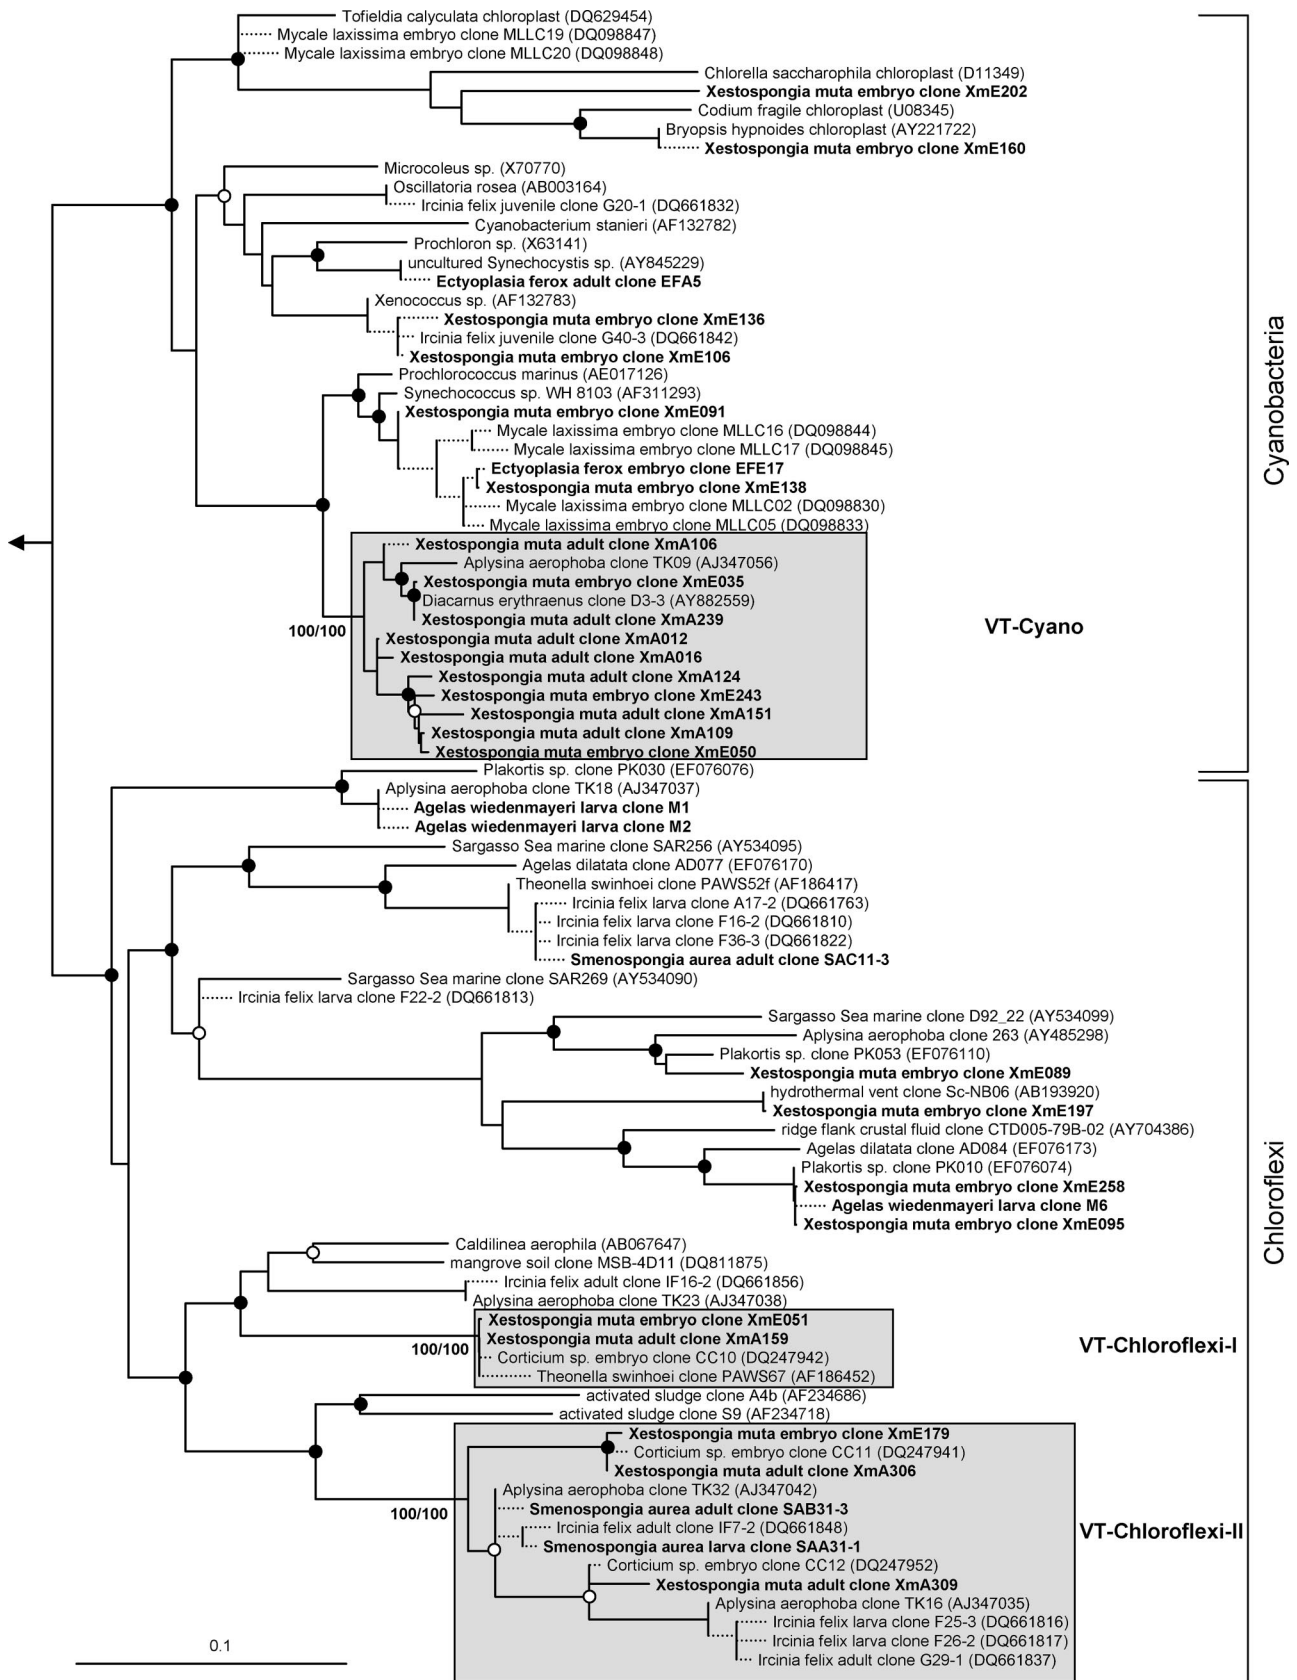 Tofieldia calyculata chloroplast (DQ629454)
Mycale laxissima embryo clone MLLC19 (DQ098847)
Mycale laxissima embryo clone MLLC20 (DQ098848)
Chlorella saccharophila chloroplast (D11349)
Xestospongia muta embryo clone XmE202
Codium fragile chloroplast (U08345)
Bryopsis hypnoides chloroplast (AY221722)
Xestospongia muta embryo clone XmE160
Microcoleus sp. (X70770)
Oscillatoria rosea (AB003164)
Ircinia felix juvenile clone G20-1 (DQ661832)
Cyanobacterium stanieri (AF132782)
Prochloron sp. (X63141)
uncultured Synechocystis sp. (AY845229)
Ectyoplasia ferox adult clone EFA5
Xenococcus sp. (AF132783)
Xestospongia muta embryo clone XmE136
Ircinia felix juvenile clone G40-3 (DQ661842)
Xestospongia muta embryo clone XmE106
Prochlorococcus marinus (AE017126)
Synechococcus sp. WH 8103 (AF311293)
Xestospongia muta embryo clone XmE091
Mycale laxissima embryo clone MLLC16 (DQ098844)
Mycale laxissima embryo clone MLLC17 (DQ098845)
Ectyoplasia ferox embryo clone EFE17
Xestospongia muta embryo clone XmE138
Mycale laxissima embryo clone MLLC02 (DQ098830)
Mycale laxissima embryo clone MLLC05 (DQ098833)
Cyanobacteria
Xestospongia muta adult clone XmA106
Aplysina aerophoba clone TK09 (AJ347056)
Xestospongia muta embryo clone XmE035
Diacarnus erythraenus clone D3-3 (AY882559)
Xestospongia muta adult clone XmA239
100/100
VT-Cyano
Xestospongia muta adult clone XmA012
Xestospongia muta adult clone XmA016
Xestospongia muta adult clone XmA124
Xestospongia muta embryo clone XmE243
Xestospongia muta adult clone XmA151
Xestospongia muta adult clone XmA109
Xestospongia muta embryo clone XmE050
Plakortis sp. clone PK030 (EF076076)
Aplysina aerophoba clone TK18 (AJ347037)
Agelas wiedenmayeri larva clone M1
Agelas wiedenmayeri larva clone M2
Sargasso Sea marine clone SAR256 (AY534095)
Agelas dilatata clone AD077 (EF076170)
Theonella swinhoei clone PAWS52f (AF186417)
Ircinia felix larva clone A17-2 (DQ661763)
Ircinia felix larva clone F16-2 (DQ661810)
Ircinia felix larva clone F36-3 (DQ661822)
Smenospongia aurea adult clone SAC11-3
Sargasso Sea marine clone SAR269 (AY534090)
Ircinia felix larva clone F22-2 (DQ661813)
Sargasso Sea marine clone D92_22 (AY534099)
Aplysina aerophoba clone 263 (AY485298)
Plakortis sp. clone PK053 (EF076110)
Xestospongia muta embryo clone XmE089
hydrothermal vent clone Sc-NB06 (AB193920)
Xestospongia muta embryo clone XmE197
ridge flank crustal fluid clone CTD005-79B-02 (AY704386)
Agelas dilatata clone AD084 (EF076173)
Plakortis sp. clone PK010 (EF076074)
Xestospongia muta embryo clone XmE258
Agelas wiedenmayeri larva clone M6
Xestospongia muta embryo clone XmE095
Chloroflexi
Caldilinea aerophila (AB067647)
mangrove soil clone MSB-4D11 (DQ811875)
Ircinia felix adult clone IF16-2 (DQ661856)
Aplysina aerophoba clone TK23 (AJ347038)
Xestospongia muta embryo clone XmE051
Xestospongia muta adult clone XmA159
100/100
VT-Chloroflexi-I
Corticium sp. embryo clone CC10 (DQ247942)
Theonella swinhoei clone PAWS67 (AF186452)
activated sludge clone A4b (AF234686)
activated sludge clone S9 (AF234718)
Xestospongia muta embryo clone XmE179
Corticium sp. embryo clone CC11 (DQ247941)
Xestospongia muta adult clone XmA306
Aplysina aerophoba clone TK32 (AJ347042)
Smenospongia aurea adult clone SAB31-3
100/100
Ircinia felix adult clone IF7-2 (DQ661848)
VT-Chloroflexi-II
Smenospongia aurea larva clone SAA31-1
Corticium sp. embryo clone CC12 (DQ247952)
Xestospongia muta adult clone XmA309
Aplysina aerophoba clone TK16 (AJ347035)
Ircinia felix larva clone F25-3 (DQ661816)
Ircinia felix larva clone F26-2 (DQ661817)
Ircinia felix adult clone G29-1 (DQ661837)
0.1